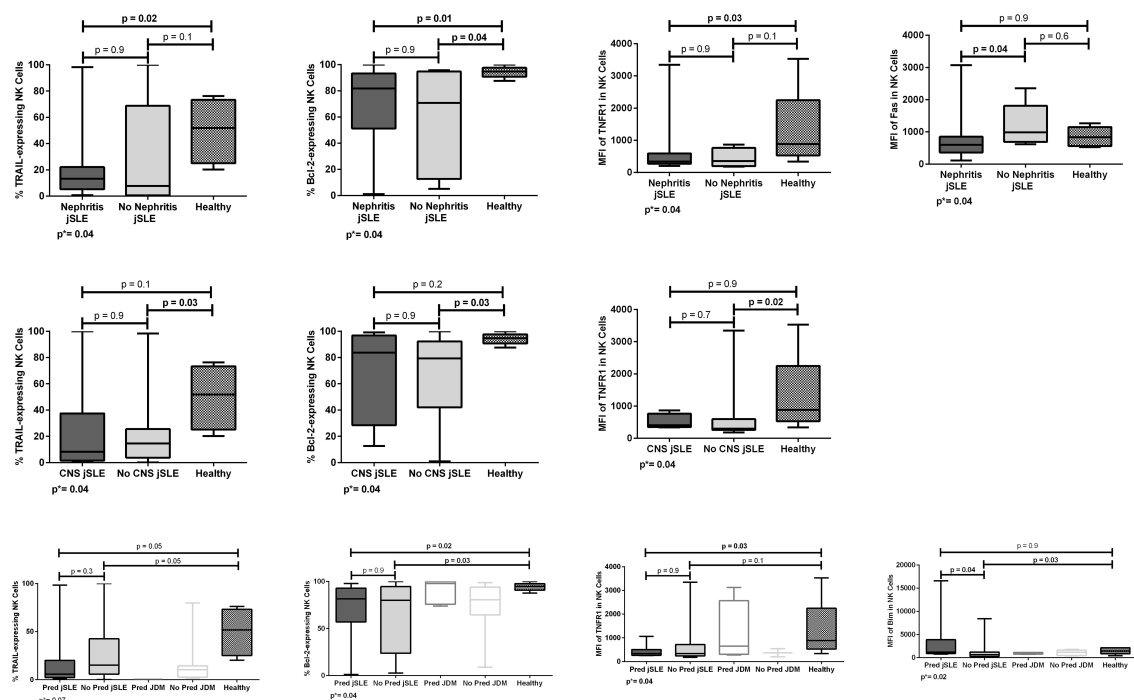 p = 0.02
p = 0.1
p = 0.9
% TRAIL-expressing NK Cells
100
80
60
40
20
0
Nephritis jSLE
No Nephritis jSLE
Healthy
p*= 0.04
p = 0.01
p = 0.04
p = 0.9
% Bcl-2-expressing NK Cells
100
80
60
40
20
0
Nephritis jSLE
No Nephritis jSLE
Healthy
p*= 0.04
p = 0.03
p = 0.1
p = 0.9
MFI of TNFR1 in NK Cells
4000
3000
2000
1000
0
Nephritis jSLE
No Nephritis jSLE
Healthy
p*= 0.04
p = 0.9
p = 0.6
p = 0.04
MFI of Fas in NK Cells
4000
3000
2000
1000
0
Nephritis jSLE
No Nephritis jSLE
Healthy
p*= 0.04
p = 0.1
p = 0.03
p = 0.9
% TRAIL-expressing NK Cells
100
80
60
40
20
0
CNS jSLE
No CNS jSLE
Healthy
p*= 0.04
p = 0.2
p = 0.03
p = 0.9
% Bcl-2-expressing NK Cells
100
80
60
40
20
0
CNS jSLE
No CNS jSLE
Healthy
p*= 0.04
p = 0.9
p = 0.02
p = 0.7
MFI of TNFR1 in NK Cells
4000
3000
2000
1000
0
CNS jSLE
No CNS jSLE
Healthy
p*= 0.04
p = 0.05
p = 0.05
p = 0.3
% TRAIL-expressing NK Cells
100
50
0
Pred jSLE
No Pred jSLE
Pred JDM
No Pred JDM
Healthy
p*= 0.07
p = 0.02
p = 0.03
p = 0.9
% Bcl-2-expressing NK Cells
100
50
0
Pred jSLE
No Pred jSLE
Pred JDM
No Pred JDM
Healthy
p*= 0.04
p = 0.03
p = 0.1
p = 0.9
MFI of TNFR1 in NK Cells
4000
3000
2000
1000
0
Pred jSLE
No Pred jSLE
Pred JDM
No Pred JDM
Healthy
p*= 0.04
p = 0.9
p = 0.03
p = 0.04
MFI of Bim in NK Cells
20000
15000
10000
5000
0
Pred jSLE
No Pred jSLE
Pred JDM
No Pred JDM
Healthy
p*= 0.02